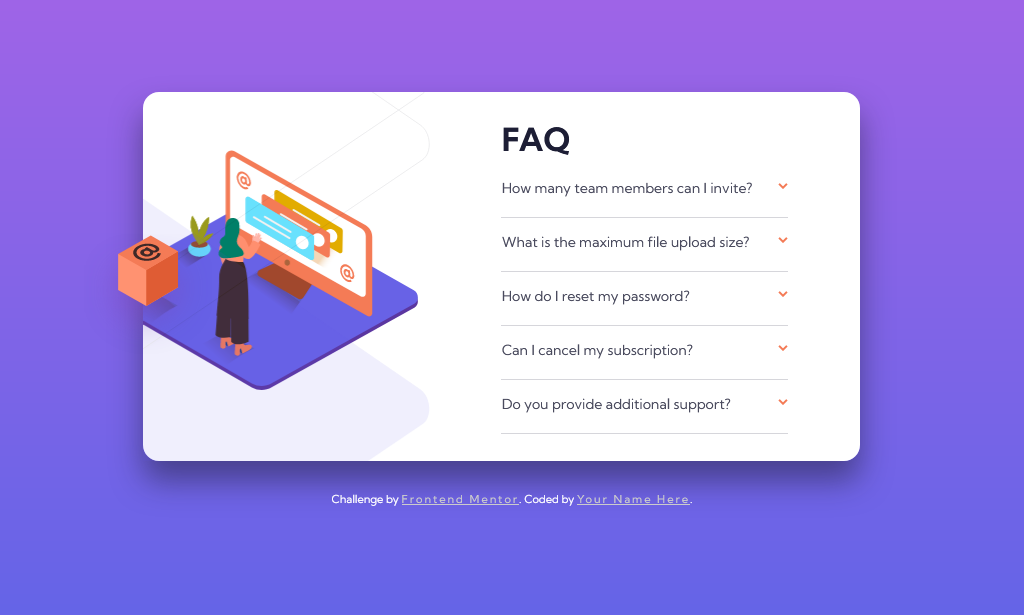 FAQ
How many team members can I invite?
What is the maximum file upload size?
How do I reset my password?
Can I cancel my subscription?
Do you provide additional support?
@
@
@
Challenge by Frontend Mentor. Coded by Your Name Here.